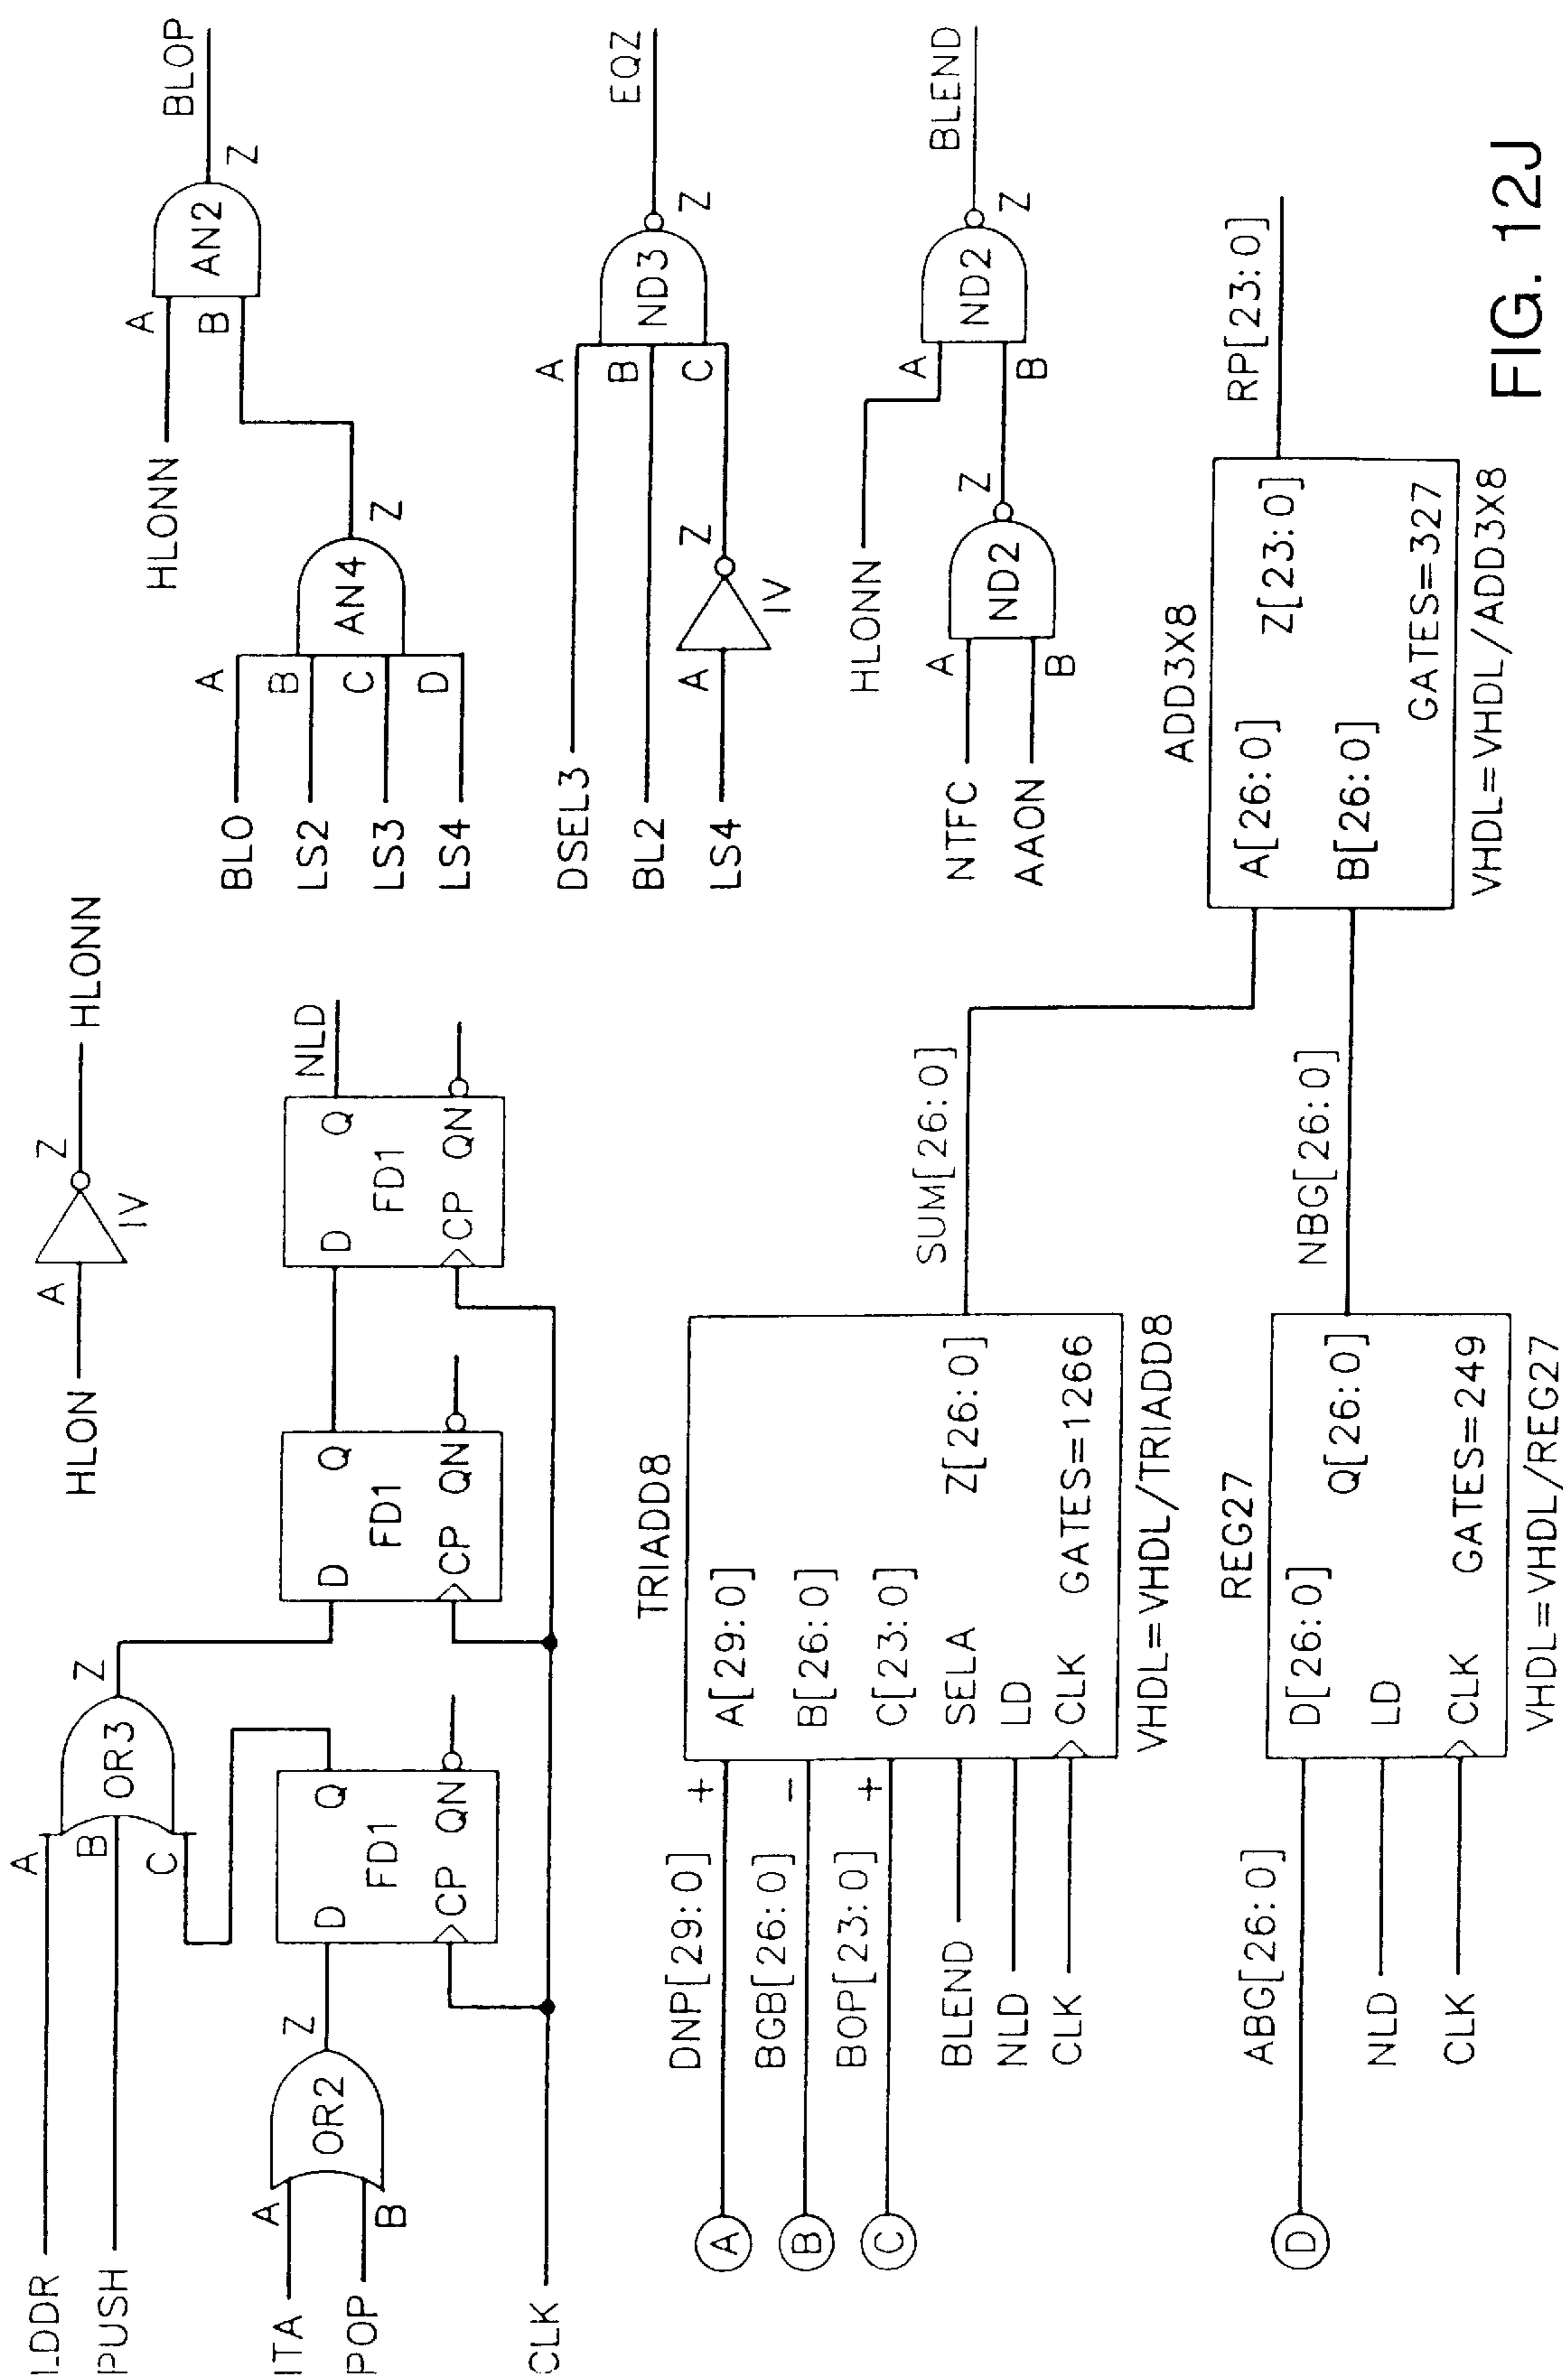 LDDR
PUSH
A
B
C
OR3
Z
ITA
POP
A
B
OR2
Z
D
Q
FD1
CP QN
D
Q
FD1
CP QN
D
Q
FD1
CP QN
NLD
CLK
HLON
A
Z
IV
HLONN
BLO
LS2
LS3
LS4
A
B
C
D
AN4
Z
HLONN
A
B
AN2
Z
BLOP
DSEL3
BL2
LS4
A
Z
IV
A
B
C
ND3
Z
EQZ
NTFC
AAON
A
B
ND2
Z
HLONN
A
B
ND2
Z
BLEND
TRIADD8
A
DNP[29:0]
+
A[29:0]
B
BGB[26:0]
−
B[26:0]
C
BOP[23:0]
+
C[23:0]
BLEND
SELA
NLD
LD
CLK
CLK
Z[26:0]
GATES=1266
VHDL=VHDL/TRIADD8
SUM[26:0]
REG27
D
ABG[26:0]
D[26:0]
Q[26:0]
NLD
LD
CLK
CLK
GATES=249
VHDL=VHDL/REG27
NBG[26:0]
ADD3X8
A[26:0]
Z[23:0]
B[26:0]
GATES=327
VHDL=VHDL/ADD3X8
RP[23:0]
FIG. 12J